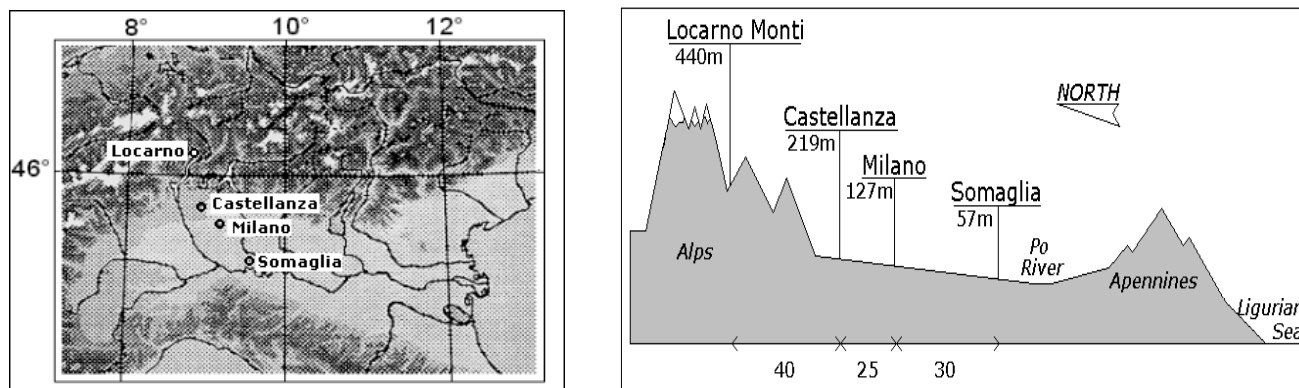 8° 10° 12°
46°
Locarno
Castellanza
Milano
Somaglia
Locarno Monti
440m
Castellanza
219m
Milano
127m
Somaglia
57m
NORTH
Alps
Po
River
Apennines
Ligurian
Sea
40 25 30